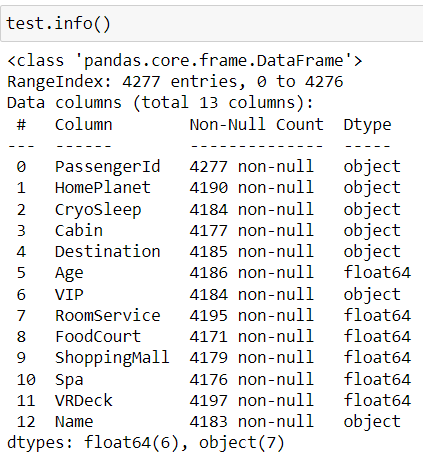 test.info()
<class 'pandas.core.frame.DataFrame'>
RangeIndex: 4277 entries, 0 to 4276
Data columns (total 13 columns):
 #   Column        Non-Null Count  Dtype
---  ------        --------------  -----
 0   PassengerId   4277 non-null   object
 1   HomePlanet    4190 non-null   object
 2   CryoSleep     4184 non-null   object
 3   Cabin         4177 non-null   object
 4   Destination   4185 non-null   object
 5   Age           4186 non-null   float64
 6   VIP           4184 non-null   object
 7   RoomService   4195 non-null   float64
 8   FoodCourt     4171 non-null   float64
 9   ShoppingMall  4179 non-null   float64
 10  Spa           4176 non-null   float64
 11  VRDeck        4197 non-null   float64
 12  Name          4183 non-null   object
dtypes: float64(6), object(7)